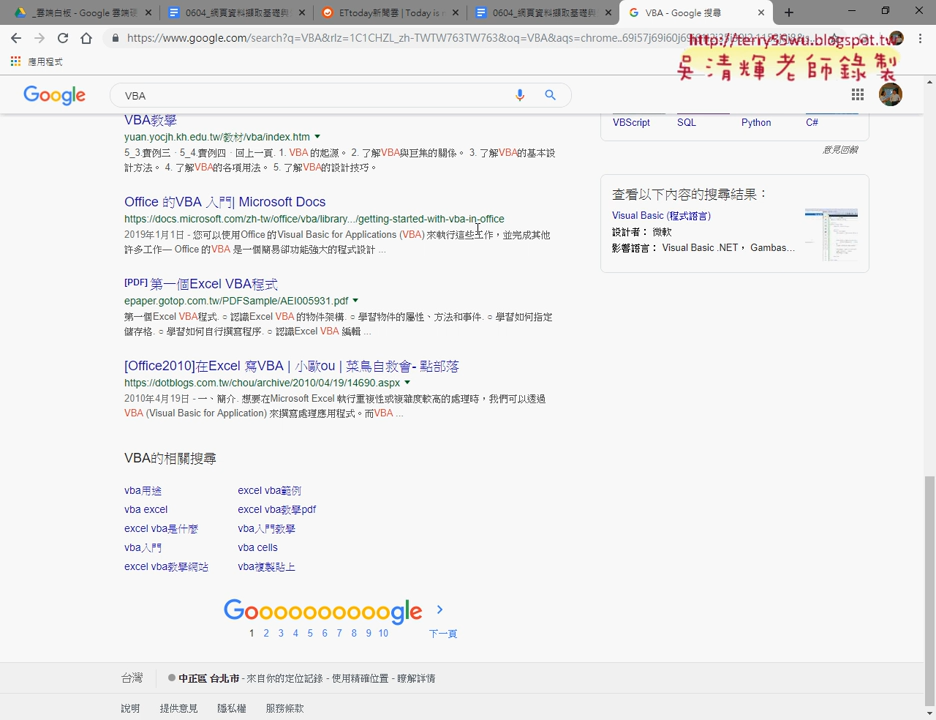 _雲端白板 - Google 雲端硬
0604_網頁資料擷取基礎與
ETtoday新聞雲 | Today is r
0604_網頁資料擷取基礎與
VBA - Google 搜尋
https://www.google.com/search?q=VBA&rlz=1C1CHZL_zh-TWTW763TW763&oq=VBA&aqs=chrome..69i57j69i60j69
http://terry55wu.blogspot.tw
吳清輝老師錄製
應用程式
Google
VBA
VBA教學
yuan.yocjh.kh.edu.tw/教材/vba/index.htm
5_3.實例三 · 5_4.實例四 · 回上一頁. 1. VBA 的起源。 2. 了解VBA與巨集的關係。 3. 了解VBA的基本設
計方法。 4. 了解VBA的各項用法。 5. 了解VBA的設計技巧。
Office 的VBA 入門| Microsoft Docs
https://docs.microsoft.com/zh-tw/office/vba/library.../getting-started-with-vba-in-office
2019年1月1日 - 您可以使用Office 的Visual Basic for Applications (VBA) 來執行這些工作，並完成其他
許多工作— Office 的VBA 是一個簡易卻功能強大的程式設計 ...
[PDF] 第一個Excel VBA程式
epaper.gotop.com.tw/PDFSample/AEI005931.pdf
第一個Excel VBA程式. ○ 認識Excel VBA 的物件架構. ○ 學習物件的屬性、方法和事件. ○ 學習如何指定
儲存格. ○ 學習如何自行撰寫程序. ○ 認識Excel VBA 編輯 ...
[Office2010]在Excel 寫VBA | 小歐ou | 菜鳥自救會- 點部落
https://dotblogs.com.tw/chou/archive/2010/04/19/14690.aspx
2010年4月19日 - 一、簡介. 想要在Microsoft Excel 執行重複性或複雜度較高的處理時，我們可以透過
VBA (Visual Basic for Application) 來撰寫處理應用程式。而VBA ...
VBScript
SQL
Python
C#
意見回饋
查看以下內容的搜尋結果：
Visual Basic (程式語言)
設計者： 微軟
影響語言： Visual Basic .NET， Gambas...
VBA的相關搜尋
vba用途
excel vba範例
vba excel
excel vba教學pdf
excel vba是什麼
vba入門教學
vba入門
vba cells
excel vba教學網站
vba複製貼上
Goooooooooogle
1 2 3 4 5 6 7 8 9 10 下一頁
台灣
中正區 台北市 - 來自你的定位記錄 - 使用精確位置 - 瞭解詳情
說明
提供意見
隱私權
服務條款